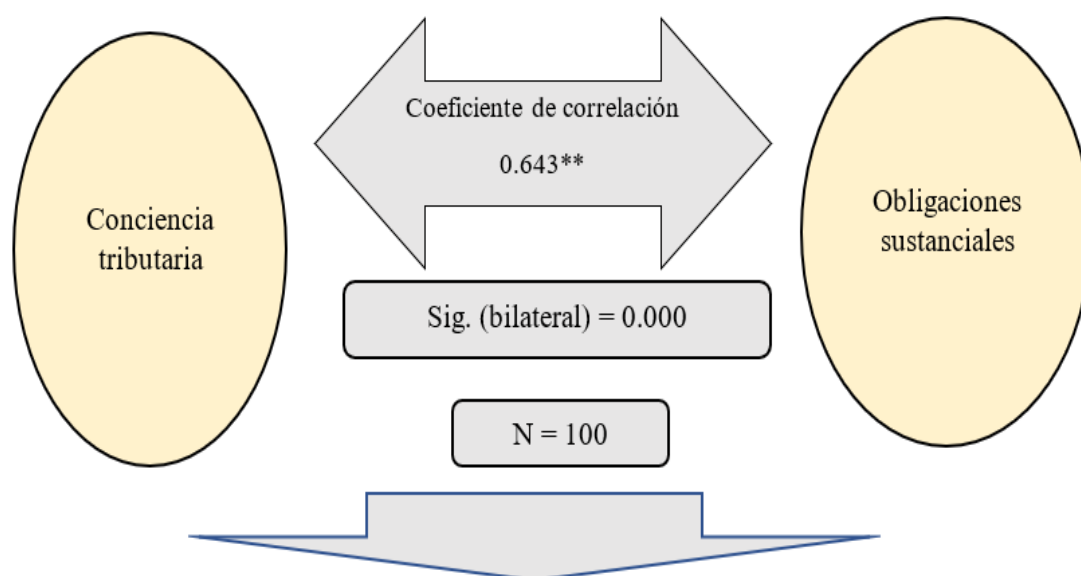 Conciencia
tributaria
Coeficiente de correlación
0.643**
Obligaciones
sustanciales
Sig. (bilateral) = 0.000
N = 100